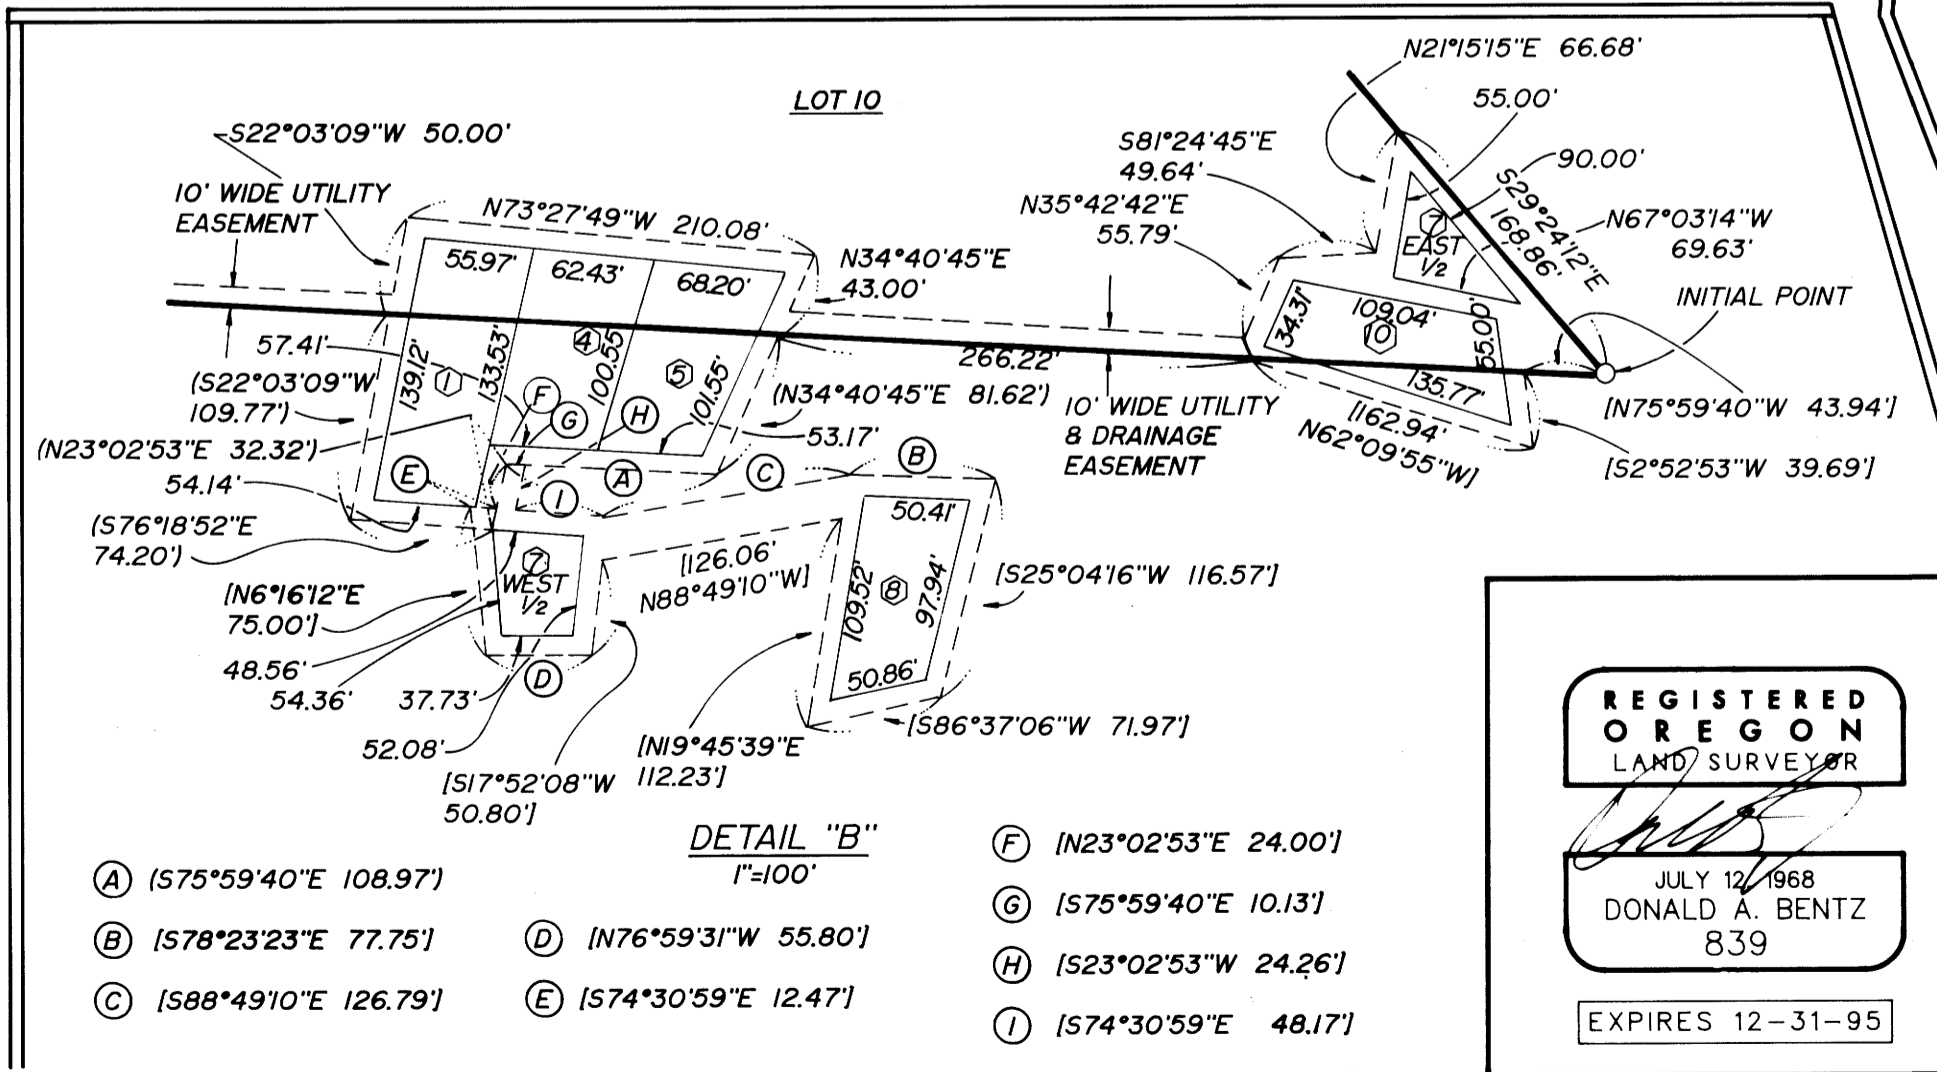 LOT 10
S22°03'09"W 50.00'
10' WIDE UTILITY
EASEMENT
N73°27'49"W 210.08'
55.97'
62.43'
68.20'
N34°40'45"E
43.00'
57.41'
(S22°03'09"W
109.77')
(N23°02'53"E 32.32')
54.14'
(S76°18'52"E
74.20')
[N6°16'12"E
75.00']
48.56'
54.36'
37.73'
52.08'
139.12'
1
133.53'
4
100.55
5
101.55'
F
G
H
E
I
A
C
B
D
7
WEST
1/2
(N34°40'45"E 81.62')
53.17'
[126.06'
N88°49'10"W]
50.41'
109.52'
8
97.94'
50.86'
[S25°04'16"W 116.57']
[S86°37'06"W 71.97']
[N19°45'39"E
112.23']
[S17°52'08"W
50.80']
266.22'
10' WIDE UTILITY
& DRAINAGE
EASEMENT
N21°15'15"E 66.68'
55.00'
S81°24'45"E
49.64'
N35°42'42"E
55.79'
90.00'
S29°24'12"E
168.86'
N67°03'14"W
69.63'
7
EAST
1/2
INITIAL POINT
34.31'
109.04'
10
55.00'
135.77'
[162.94'
N62°09'55"W]
[N75°59'40"W 43.94']
[S2°52'53"W 39.69']
DETAIL "B"
1"=100'
A (S75°59'40"E 108.97')
B [S78°23'23"E 77.75']
C [S88°49'10"E 126.79']
D [N76°59'31"W 55.80']
E [S74°30'59"E 12.47']
F [N23°02'53"E 24.00']
G [S75°59'40"E 10.13']
H [S23°02'53"W 24.26']
I [S74°30'59"E 48.17']
REGISTERED
OREGON
LAND SURVEYOR
JULY 12, 1968
DONALD A. BENTZ
839
EXPIRES 12-31-95